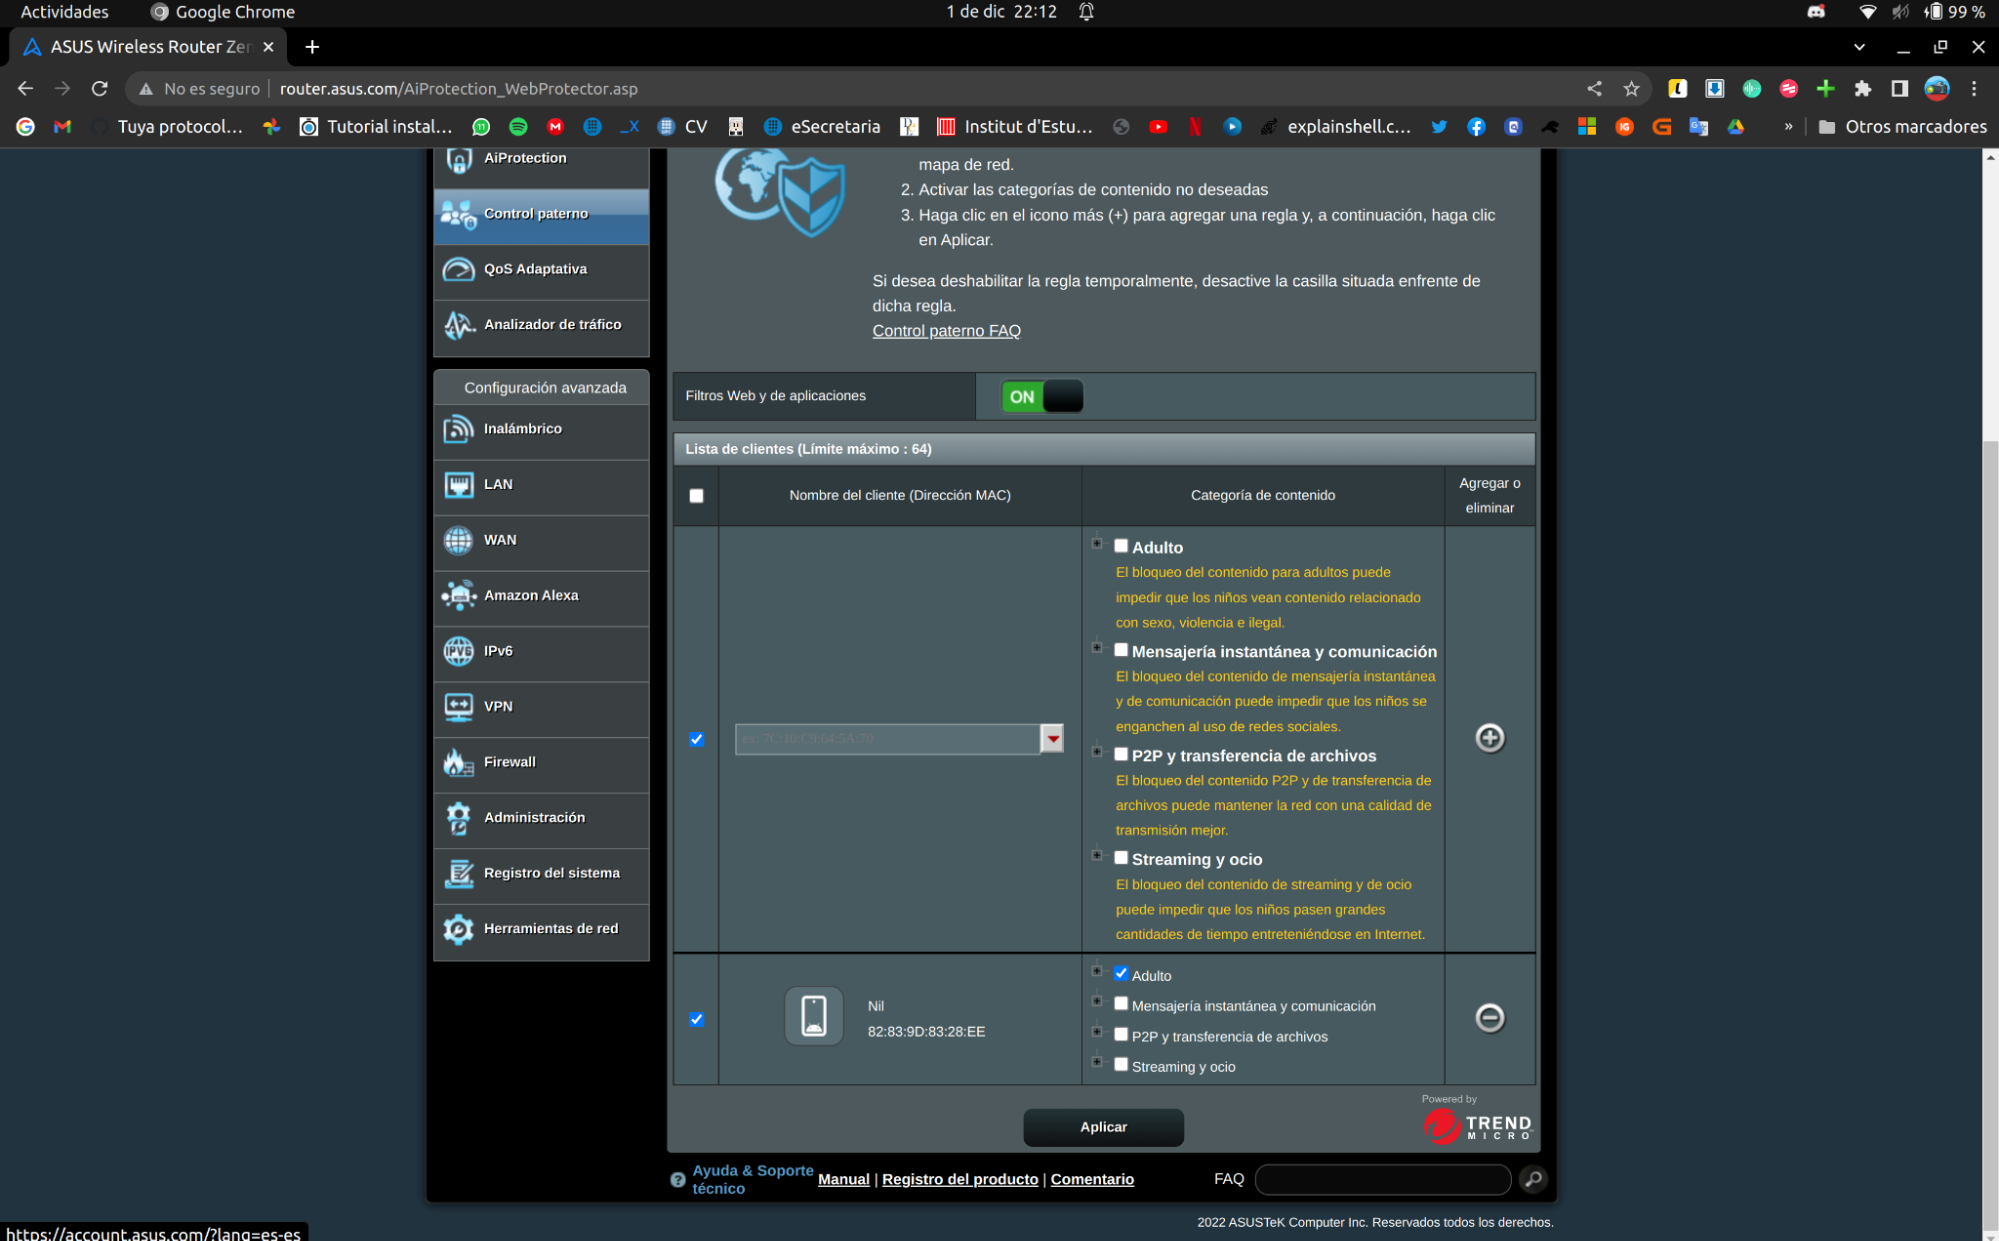 Actividades Google Chrome 1 de dic 22:12 99 %
ASUS Wireless Router Zen
No es seguro router.asus.com/AiProtection_WebProtector.asp
Tuya protocol... Tutorial instal... _X CV eSecretaria Institut d'Estu... explainshell.c... » Otros marcadores
AiProtection
Control paterno
QoS Adaptativa
Analizador de tráfico
Configuración avanzada
Inalámbrico
LAN
WAN
Amazon Alexa
IPv6
VPN
Firewall
Administración
Registro del sistema
Herramientas de red
mapa de red.
2. Activar las categorías de contenido no deseadas
3. Haga clic en el icono más (+) para agregar una regla y, a continuación, haga clic
en Aplicar.
Si desea deshabilitar la regla temporalmente, desactive la casilla situada enfrente de
dicha regla.
Control paterno FAQ
Filtros Web y de aplicaciones ON
Lista de clientes (Límite máximo : 64)
Nombre del cliente (Dirección MAC) Categoría de contenido Agregar o
eliminar
ex: 7C:10:C9:64:5A:70
Adulto
El bloqueo del contenido para adultos puede
impedir que los niños vean contenido relacionado
con sexo, violencia e ilegal.
Mensajería instantánea y comunicación
El bloqueo del contenido de mensajería instantánea
y de comunicación puede impedir que los niños se
enganchen al uso de redes sociales.
P2P y transferencia de archivos
El bloqueo del contenido P2P y de transferencia de
archivos puede mantener la red con una calidad de
transmisión mejor.
Streaming y ocio
El bloqueo del contenido de streaming y de ocio
puede impedir que los niños pasen grandes
cantidades de tiempo entreteniéndose en Internet.
Nil
82:83:9D:83:28:EE
Adulto
Mensajería instantánea y comunicación
P2P y transferencia de archivos
Streaming y ocio
Aplicar
Powered by
TREND
MICRO
Ayuda & Soporte
técnico
Manual | Registro del producto | Comentario FAQ
2022 ASUSTeK Computer Inc. Reservados todos los derechos.
https://account.asus.com/?lang=es-es